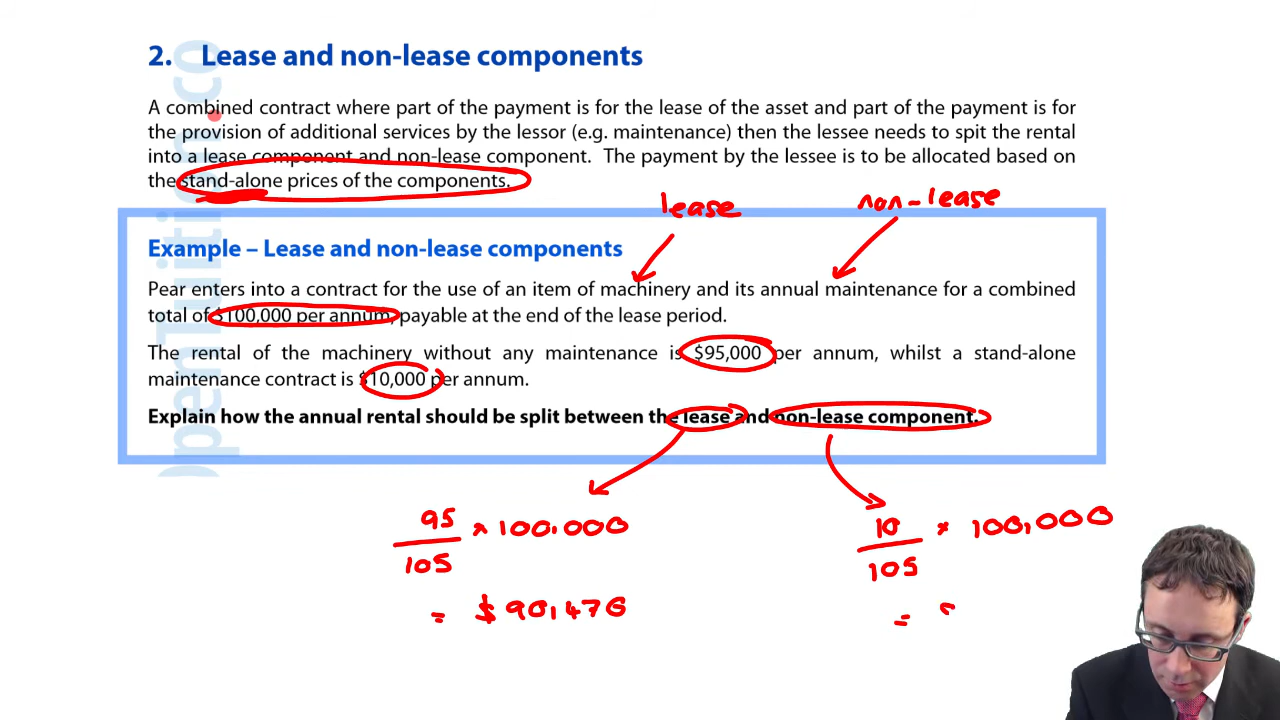 2. Lease and non-lease components
A combined contract where part of the payment is for the lease of the asset and part of the payment is for
the provision of additional services by the lessor (e.g. maintenance) then the lessee needs to spit the rental
into a lease component and non-lease component. The payment by the lessee is to be allocated based on
the stand-alone prices of the components.
lease non-lease
Example – Lease and non-lease components
Pear enters into a contract for the use of an item of machinery and its annual maintenance for a combined
total of $100,000 per annum, payable at the end of the lease period.
The rental of the machinery without any maintenance is $95,000 per annum, whilst a stand-alone
maintenance contract is $10,000 per annum.
Explain how the annual rental should be split between the lease and non-lease component.
95 × 100,000 10 × 100,000
105 105
= $90,476 =
OpenTuition.co